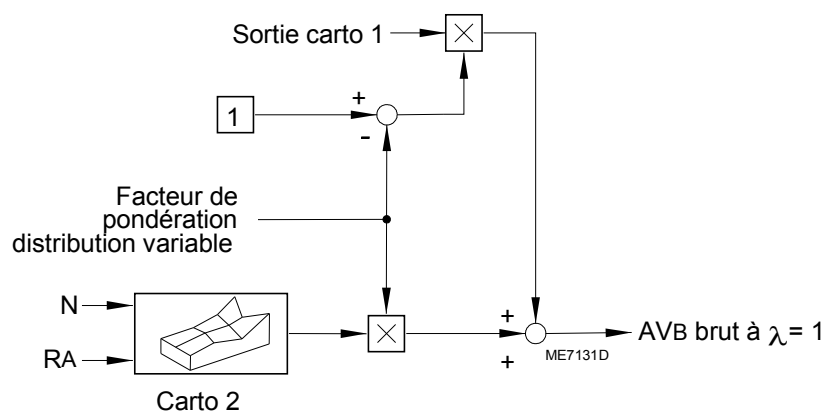 Sortie carto 1
×
+
1
-
Facteur de
pondération
distribution variable
N
RA
Carto 2
×
+
+
ME7131D
AVB brut à λ = 1